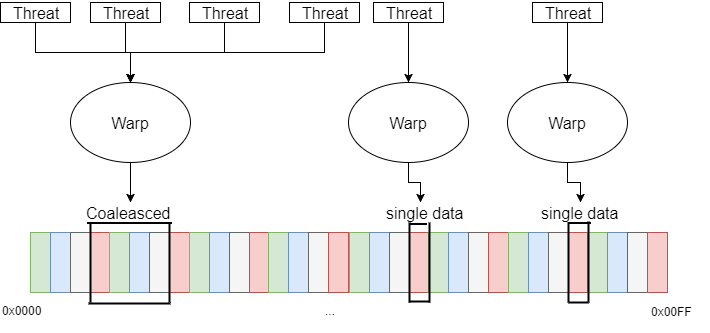 Threat Threat Threat Threat Threat Threat
Warp Warp Warp
Coaleasced single data single data
0x0000 ... 0x00FF